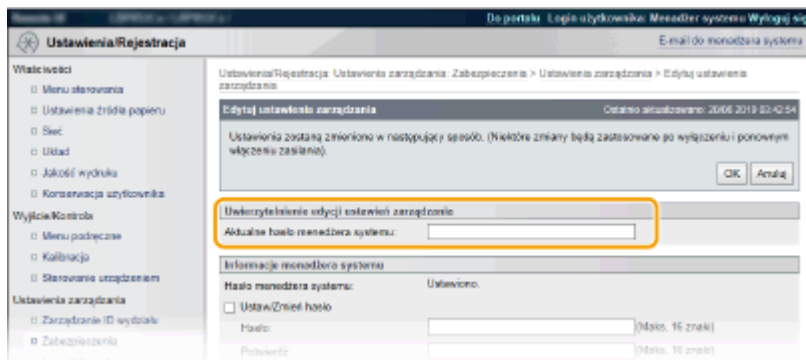 Do portalu Login użytkownika: Menedżer systemu Wyloguj się
Ustawienia/Rejestracja
E-mail do menadżera systemu
Właściwości
Menu sterowania
Ustawienia źródła papieru
Sieć
Układ
Jakość wydruku
Konserwacja użytkownika
Wyjście/Kontrola
Menu podręczne
Kalibracja
Sterowanie urządzeniem
Ustawienia zarządzania
Zarządzanie ID wydziału
Zabezpieczenia
Ustawienia/Rejestracja: Ustawienia zarządzania: Zabezpieczenia > Ustawienia zarządzania > Edytuj ustawienia
zarządzania
Edytuj ustawienia zarządzania
Ostatnio aktualizowano: 20/06 2019 03:42:54
Ustawienia zostaną zmienione w następujący sposób. (Niektóre zmiany będą zastosowane po wyłączeniu i ponownym
włączeniu zasilania).
OK Anuluj
Uwierzytelnienie edycji ustawień zarządzania
Aktualne hasło menedżera systemu:
Informacje menadżera systemu
Hasło menedżera systemu: Ustawiono.
Ustaw/Zmień hasło
Hasło: (Maks. 16 znaki)
Potwierdź: (Maks. 16 znaki)